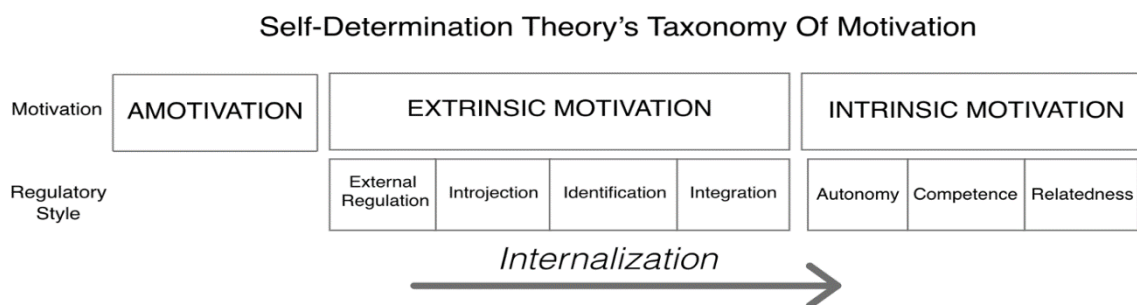 Self-Determination Theory's Taxonomy Of Motivation
Motivation
AMOTIVATION
EXTRINSIC MOTIVATION
INTRINSIC MOTIVATION
Regulatory
Style
External
Regulation
Introjection
Identification
Integration
Autonomy
Competence
Relatedness
Internalization